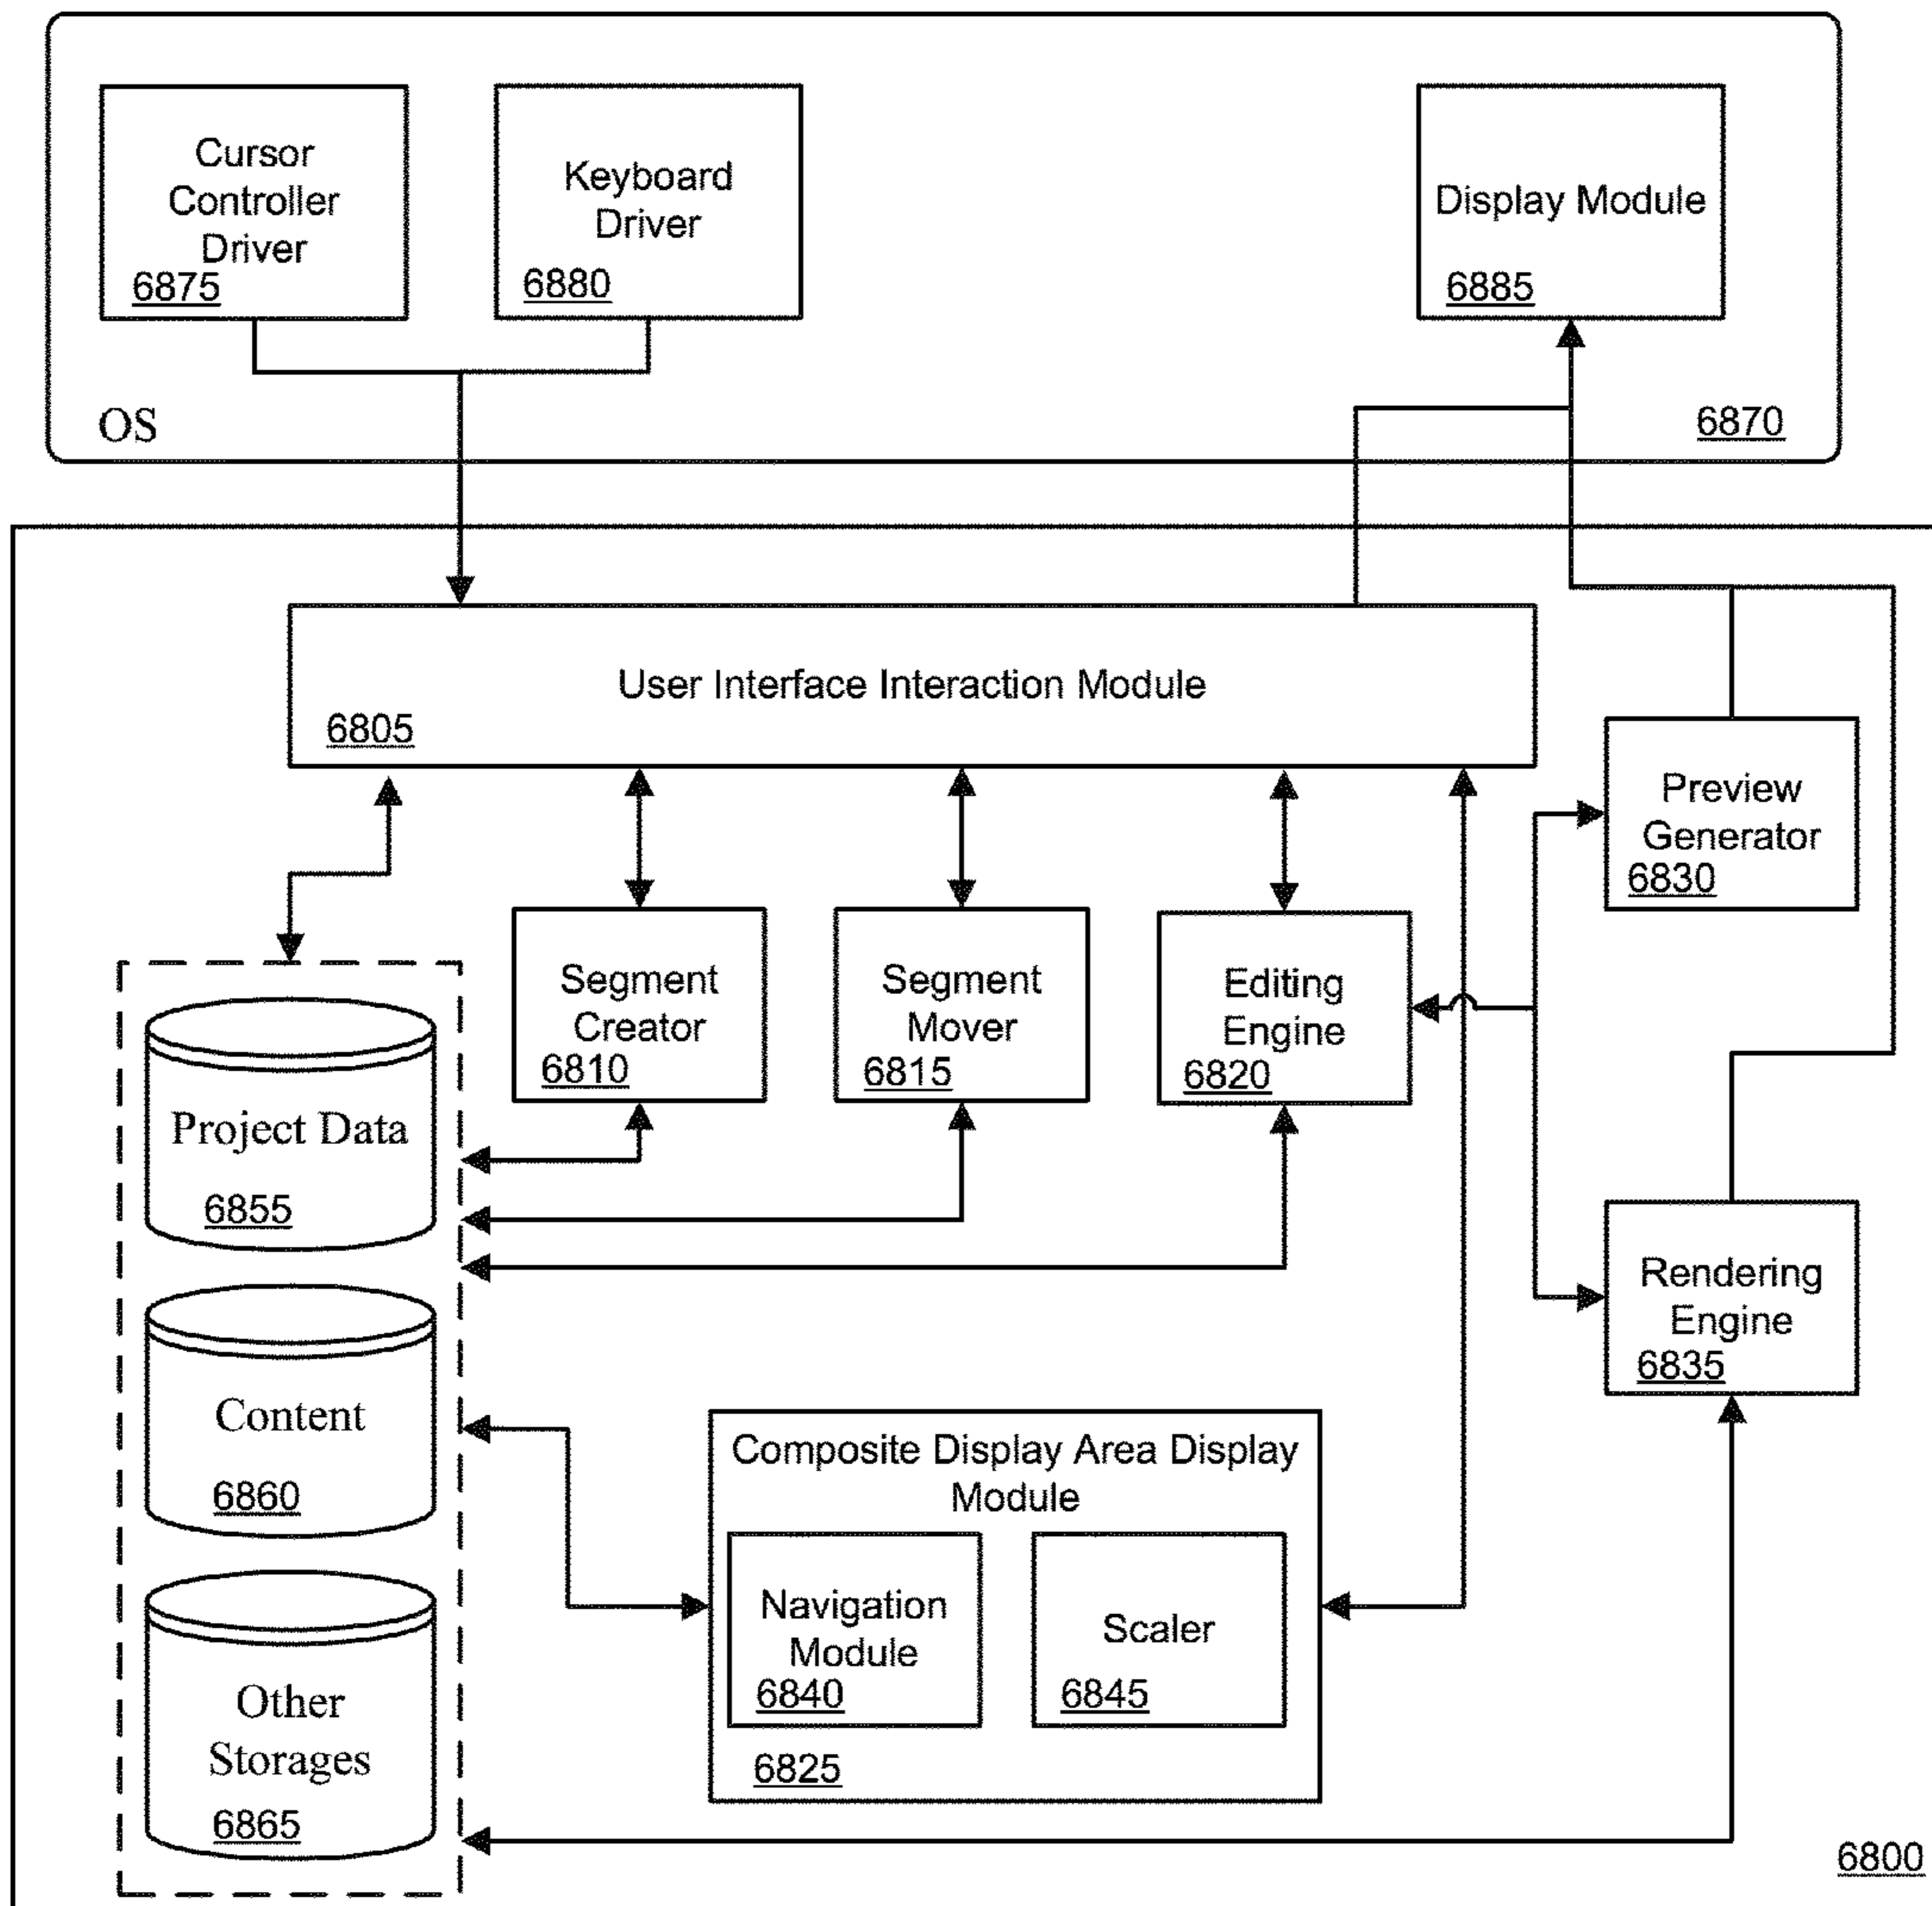 Cursor
Controller
Driver
6875
Keyboard
Driver
6880
Display Module
6885
OS
6870
User Interface Interaction Module
6805
Preview
Generator
6830
Segment
Creator
6810
Segment
Mover
6815
Editing
Engine
6820
Project Data
6855
Rendering
Engine
6835
Content
6860
Composite Display Area Display
Module
Navigation
Module
6840
Scaler
6845
6825
Other
Storages
6865
6800